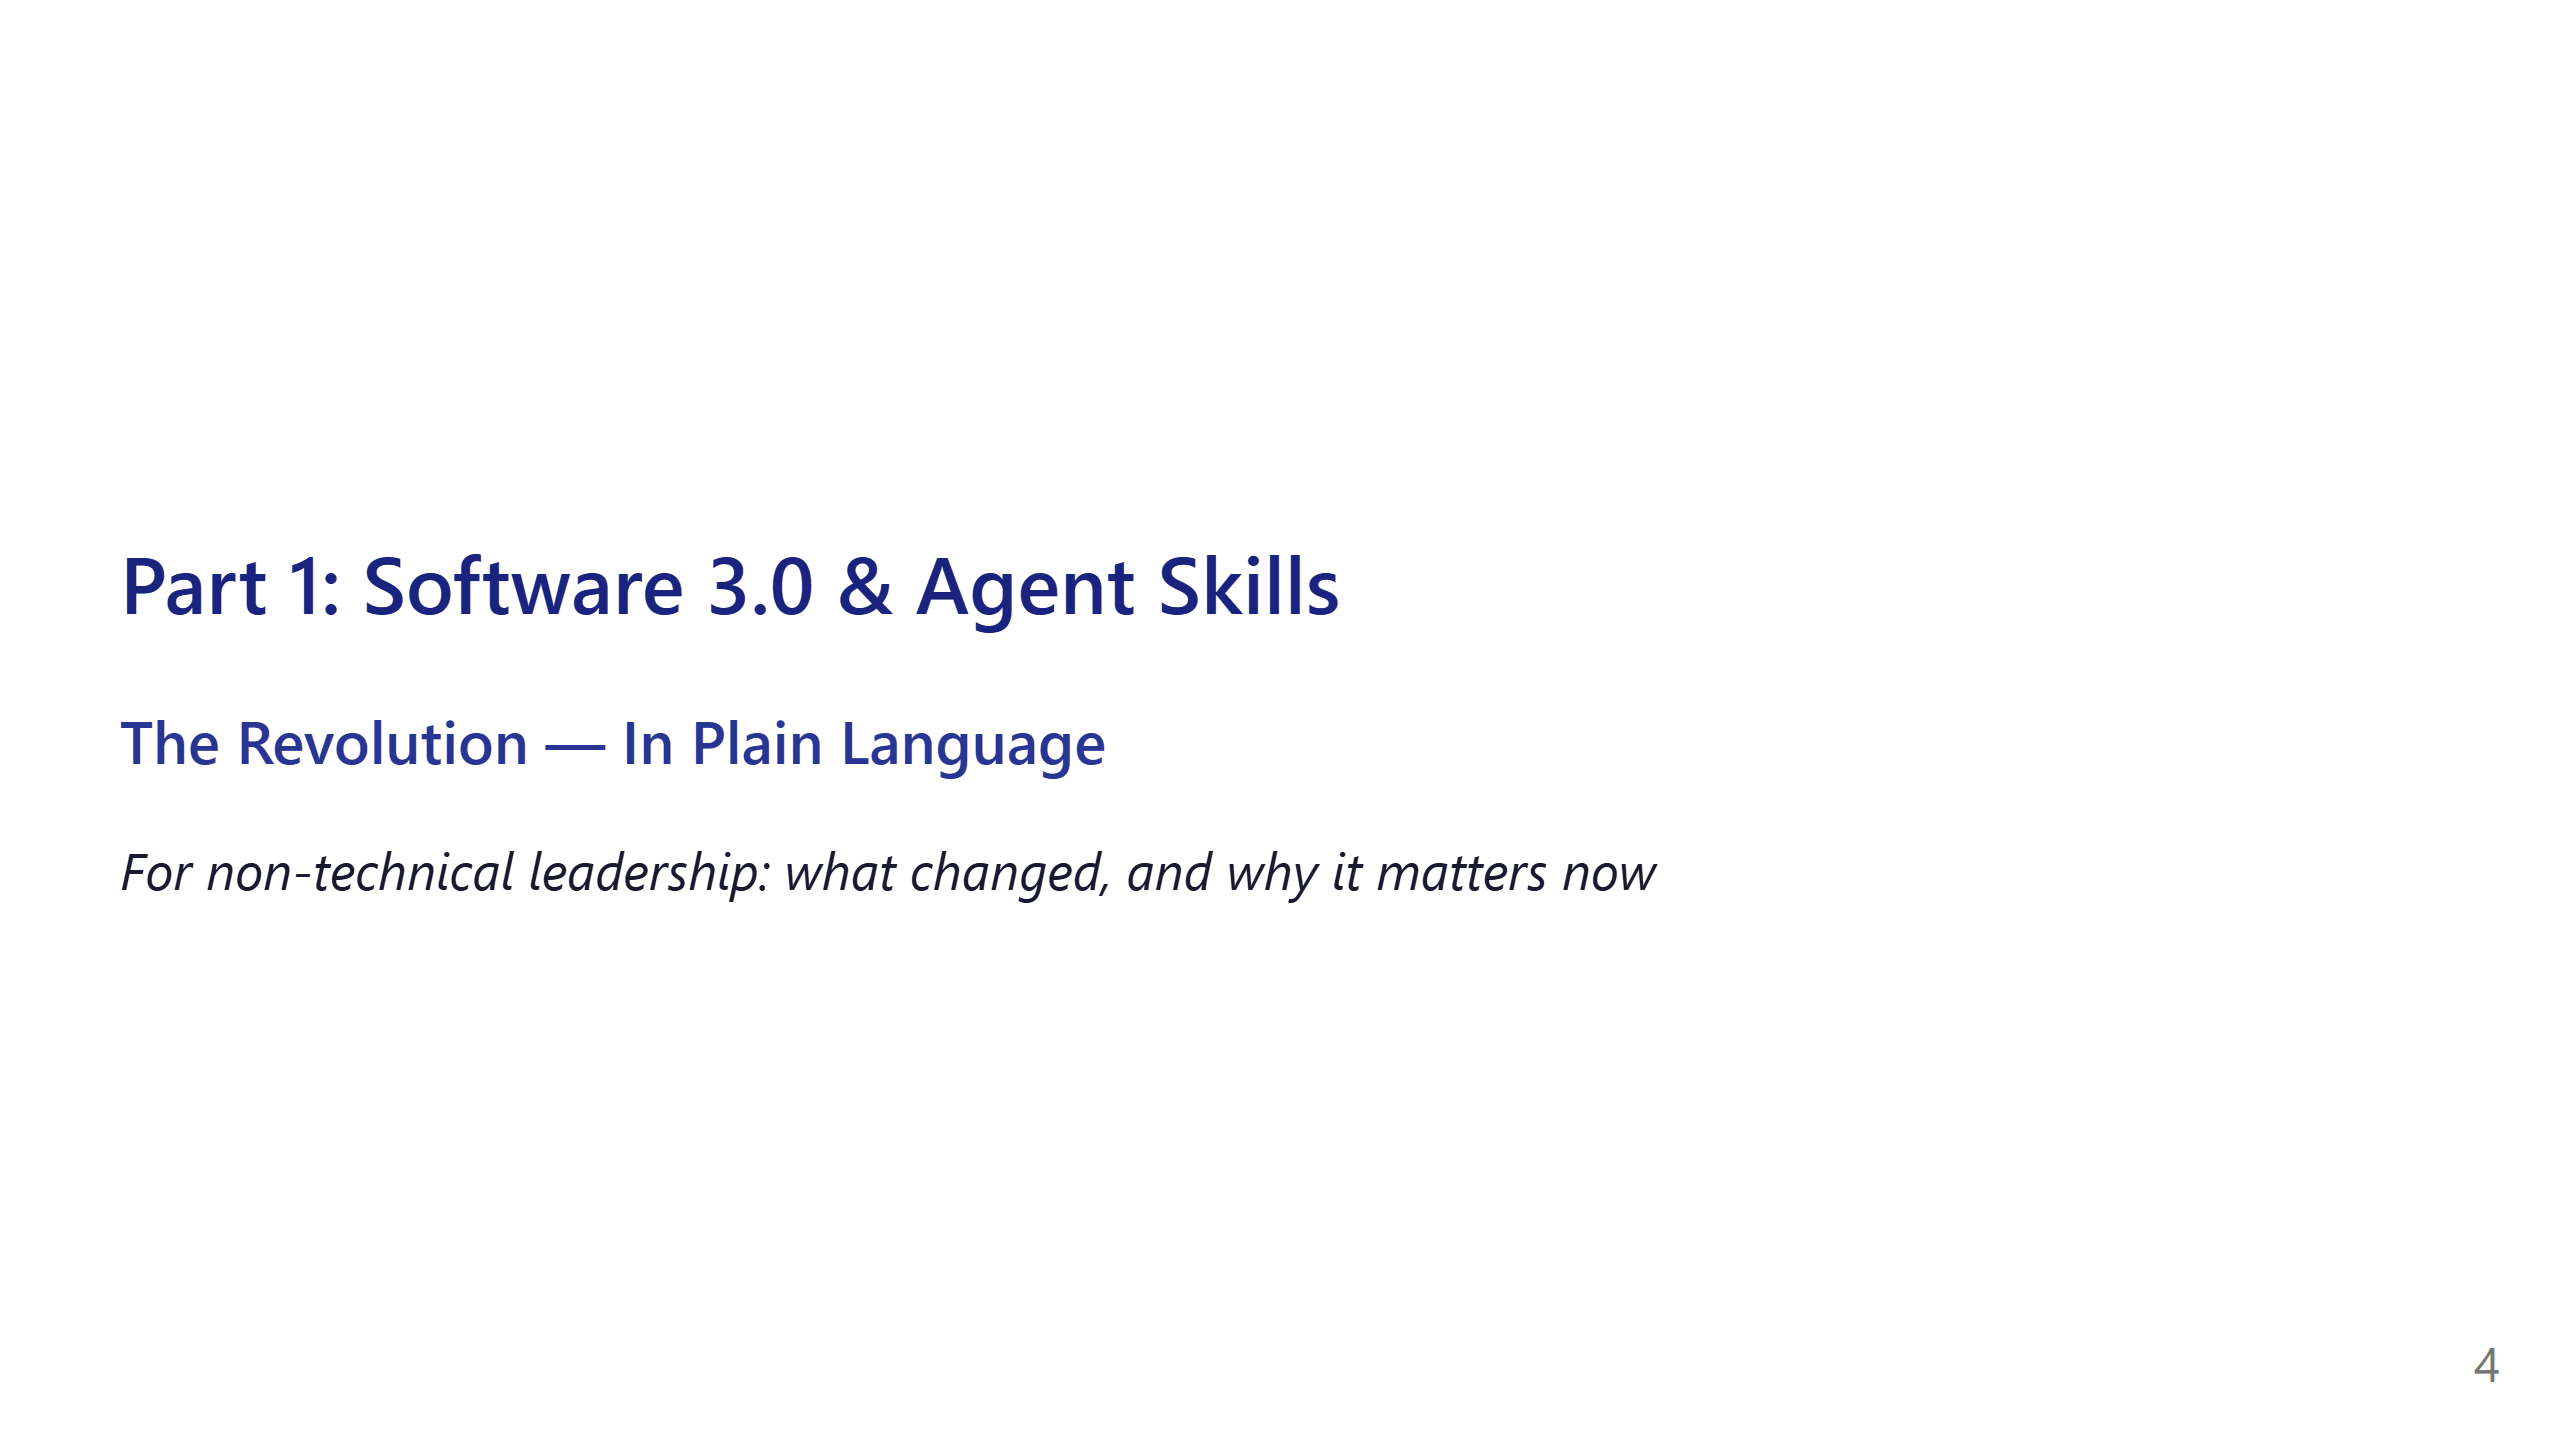 Part 1: Software 3.0 & Agent Skills
The Revolution — In Plain Language
For non-technical leadership: what changed, and why it matters now
4